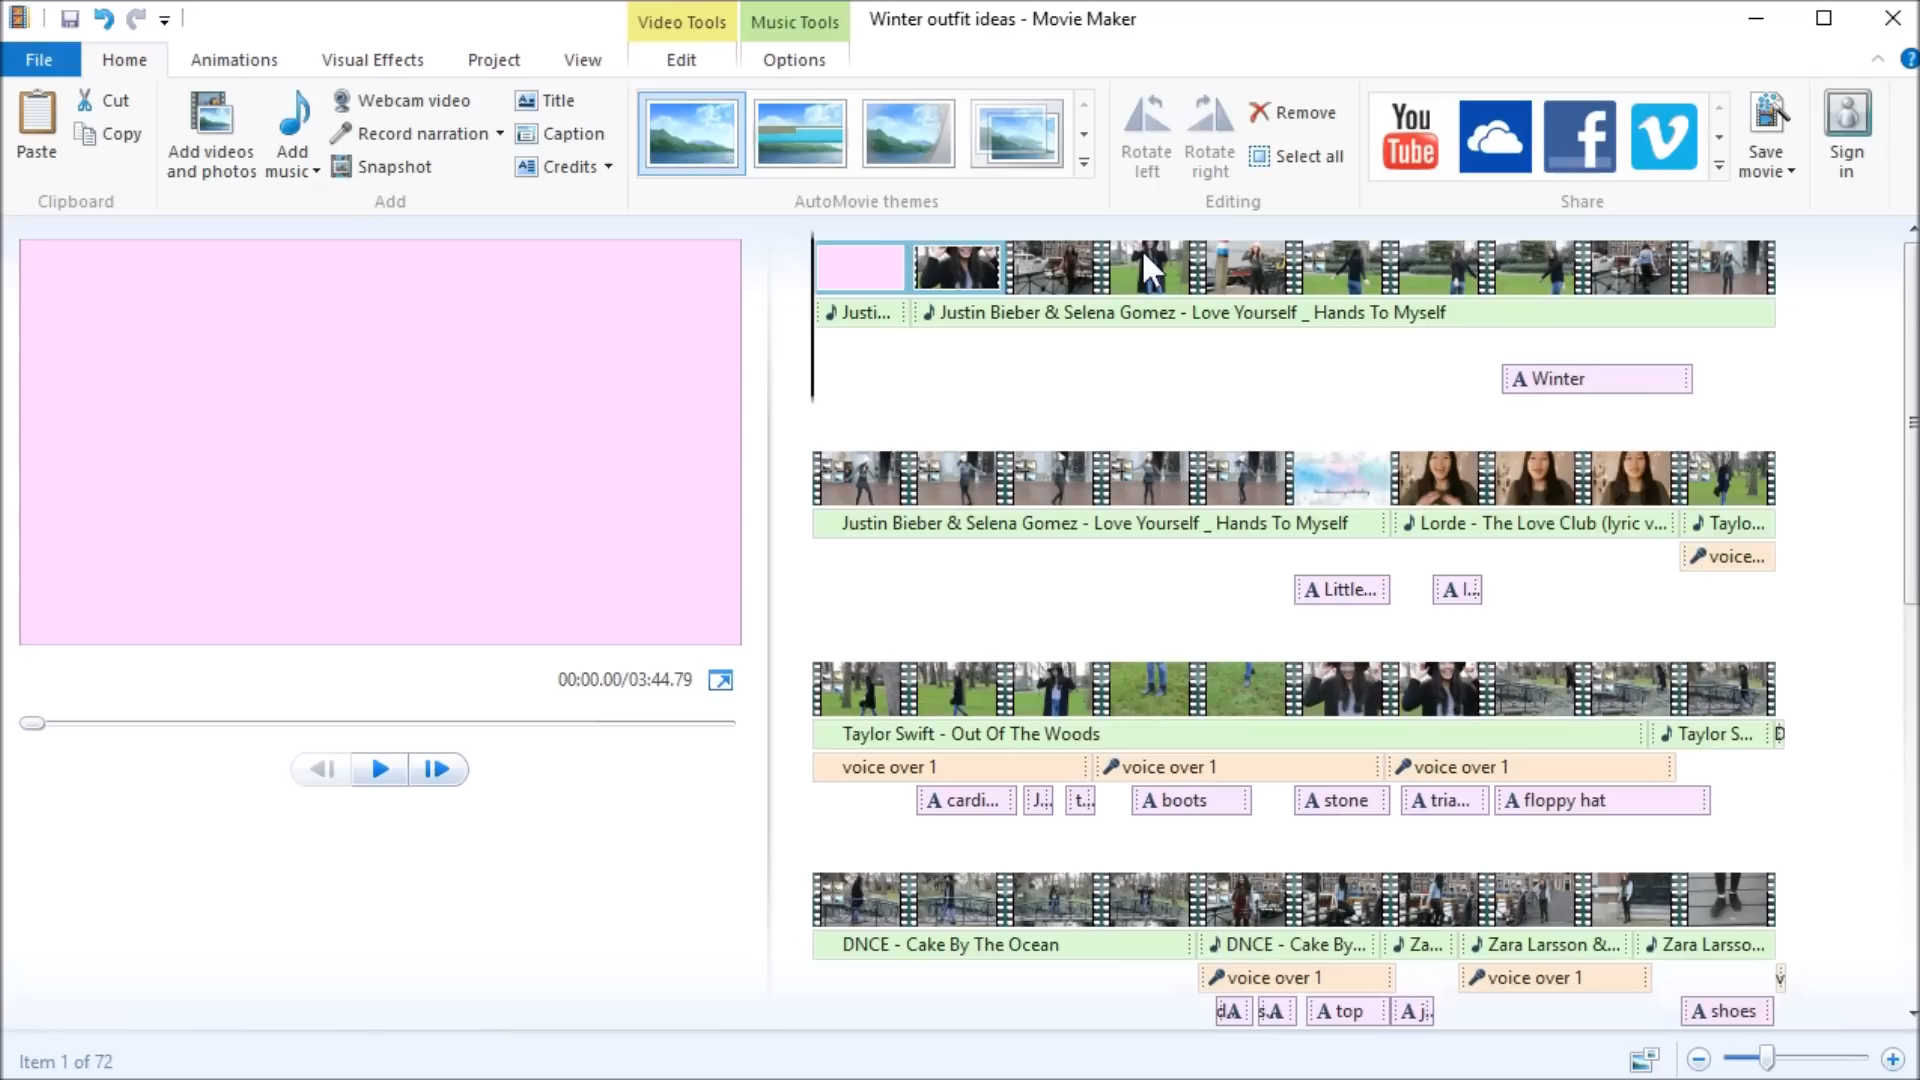 Video Tools
Music Tools
Winter outfit ideas - Movie Maker
File
Home
Animations
Visual Effects
Project
View
Edit
Options
Paste
Cut
Copy
Clipboard
Add videos
and photos
Add
music
Webcam video
Record narration
Snapshot
Title
Caption
Credits
Add
AutoMovie themes
Rotate
left
Rotate
right
Remove
Select all
Editing
You
Tube
Share
Save
movie
Sign
in
Justi...
Justin Bieber & Selena Gomez - Love Yourself _ Hands To Myself
A Winter
Justin Bieber & Selena Gomez - Love Yourself _ Hands To Myself
Lorde - The Love Club (lyric v...
Taylo...
voice...
A Little...
A l...
00:00.00/03:44.79
Taylor Swift - Out Of The Woods
Taylor S...
D
voice over 1
voice over 1
voice over 1
A cardi...
J...
t...
A boots
A stone
A tria...
A floppy hat
DNCE - Cake By The Ocean
DNCE - Cake By...
Za...
Zara Larsson &...
Zara Larsso...
voice over 1
voice over 1
v
dA
sA
A top
A j...
A shoes
Item 1 of 72